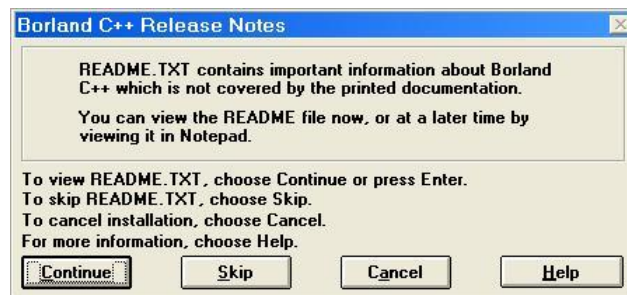 Borland C++ Release Notes
README.TXT contains important information about Borland
C++ which is not covered by the printed documentation.
You can view the README file now, or at a later time by
viewing it in Notepad.
To view README.TXT, choose Continue or press Enter.
To skip README.TXT, choose Skip.
To cancel installation, choose Cancel.
For more information, choose Help.
Continue
Skip
Cancel
Help